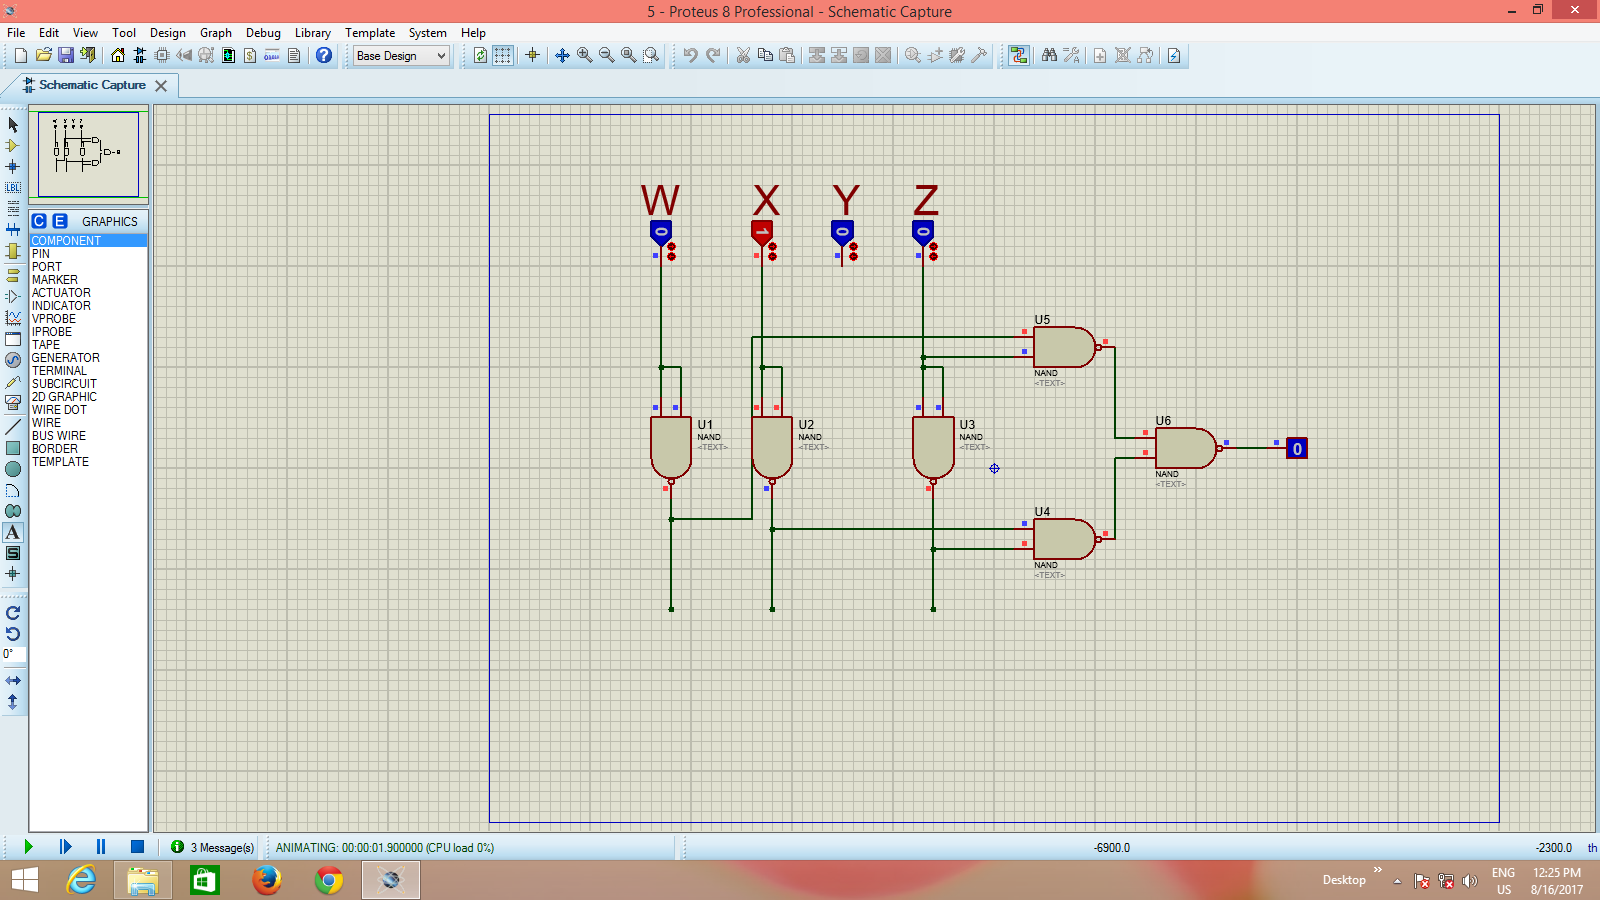 5 - Proteus 8 Professional - Schematic Capture
File Edit View Tool Design Graph Debug Library Template System Help
Base Design
Schematic Capture
C E GRAPHICS
COMPONENT
PIN
PORT
MARKER
ACTUATOR
INDICATOR
VPROBE
IPROBE
TAPE
GENERATOR
TERMINAL
SUBCIRCUIT
2D GRAPHIC
WIRE DOT
WIRE
BUS WIRE
BORDER
TEMPLATE
LBL
A
S
0°
W X Y Z
0 1 0 0
U5
NAND
<TEXT>
U1
NAND
<TEXT>
U2
NAND
<TEXT>
U3
NAND
<TEXT>
U6
NAND
<TEXT>
0
U4
NAND
<TEXT>
3 Message(s)
ANIMATING: 00:00:01.900000 (CPU load 0%)
-6900.0
-2300.0 th
Desktop
ENG
US
12:25 PM
8/16/2017